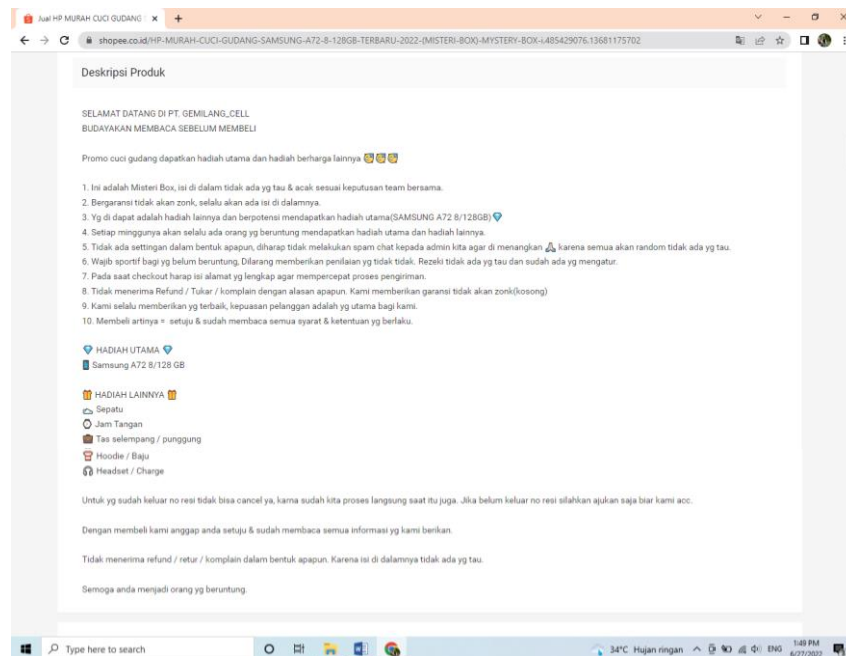 Jual HP MURAH CUCI GUDANG
shopee.co.id/HP-MURAH-CUCI-GUDANG-SAMSUNG-A72-8-128GB-TERBARU-2022-(MISTERI-BOX)-MYSTERY-BOX-i.485429076.13681175702
Deskripsi Produk
SELAMAT DATANG DI PT. GEMILANG_CELL
BUDAYAKAN MEMBACA SEBELUM MEMBELI
Promo cuci gudang dapatkan hadiah utama dan hadiah berharga lainnya
1. Ini adalah Misteri Box, isi di dalam tidak ada yg tau & acak sesuai keputusan team bersama.
2. Bergaransi tidak akan zonk, selalu akan ada isi di dalamnya.
3. Yg di dapat adalah hadiah lainnya dan berpotensi mendapatkan hadiah utama(SAMSUNG A72 8/128GB)
4. Setiap minggunya akan selalu ada orang yg beruntung mendapatkan hadiah utama dan hadiah lainnya.
5. Tidak ada settingan dalam bentuk apapun, diharap tidak melakukan spam chat kepada admin kita agar di menangkan karena semua akan random tidak ada yg tau.
6. Wajib sportif bagi yg belum beruntung, Dilarang memberikan penilaian yg tidak tidak. Rezeki tidak ada yg tau dan sudah ada yg mengatur.
7. Pada saat checkout harap isi alamat yg lengkap agar mempercepat proses pengiriman.
8. Tidak menerima Refund / Tukar / komplain dengan alasan apapun. Kami memberikan garansi tidak akan zonk(kosong)
9. Kami selalu memberikan yg terbaik, kepuasan pelanggan adalah yg utama bagi kami.
10. Membeli artinya = setuju & sudah membaca semua syarat & ketentuan yg berlaku.
HADIAH UTAMA
Samsung A72 8/128 GB
HADIAH LAINNYA
Sepatu
Jam Tangan
Tas selempang / punggung
Hoodie / Baju
Headset / Charge
Untuk yg sudah keluar no resi tidak bisa cancel ya, karna sudah kita proses langsung saat itu juga. Jika belum keluar no resi silahkan ajukan saja biar kami acc.
Dengan membeli kami anggap anda setuju & sudah membaca semua informasi yg kami berikan.
Tidak menerima refund / retur / komplain dalam bentuk apapun. Karena isi di dalamnya tidak ada yg tau.
Semoga anda menjadi orang yg beruntung.
Type here to search
34°C Hujan ringan
ENG
1:49 PM
6/27/2022